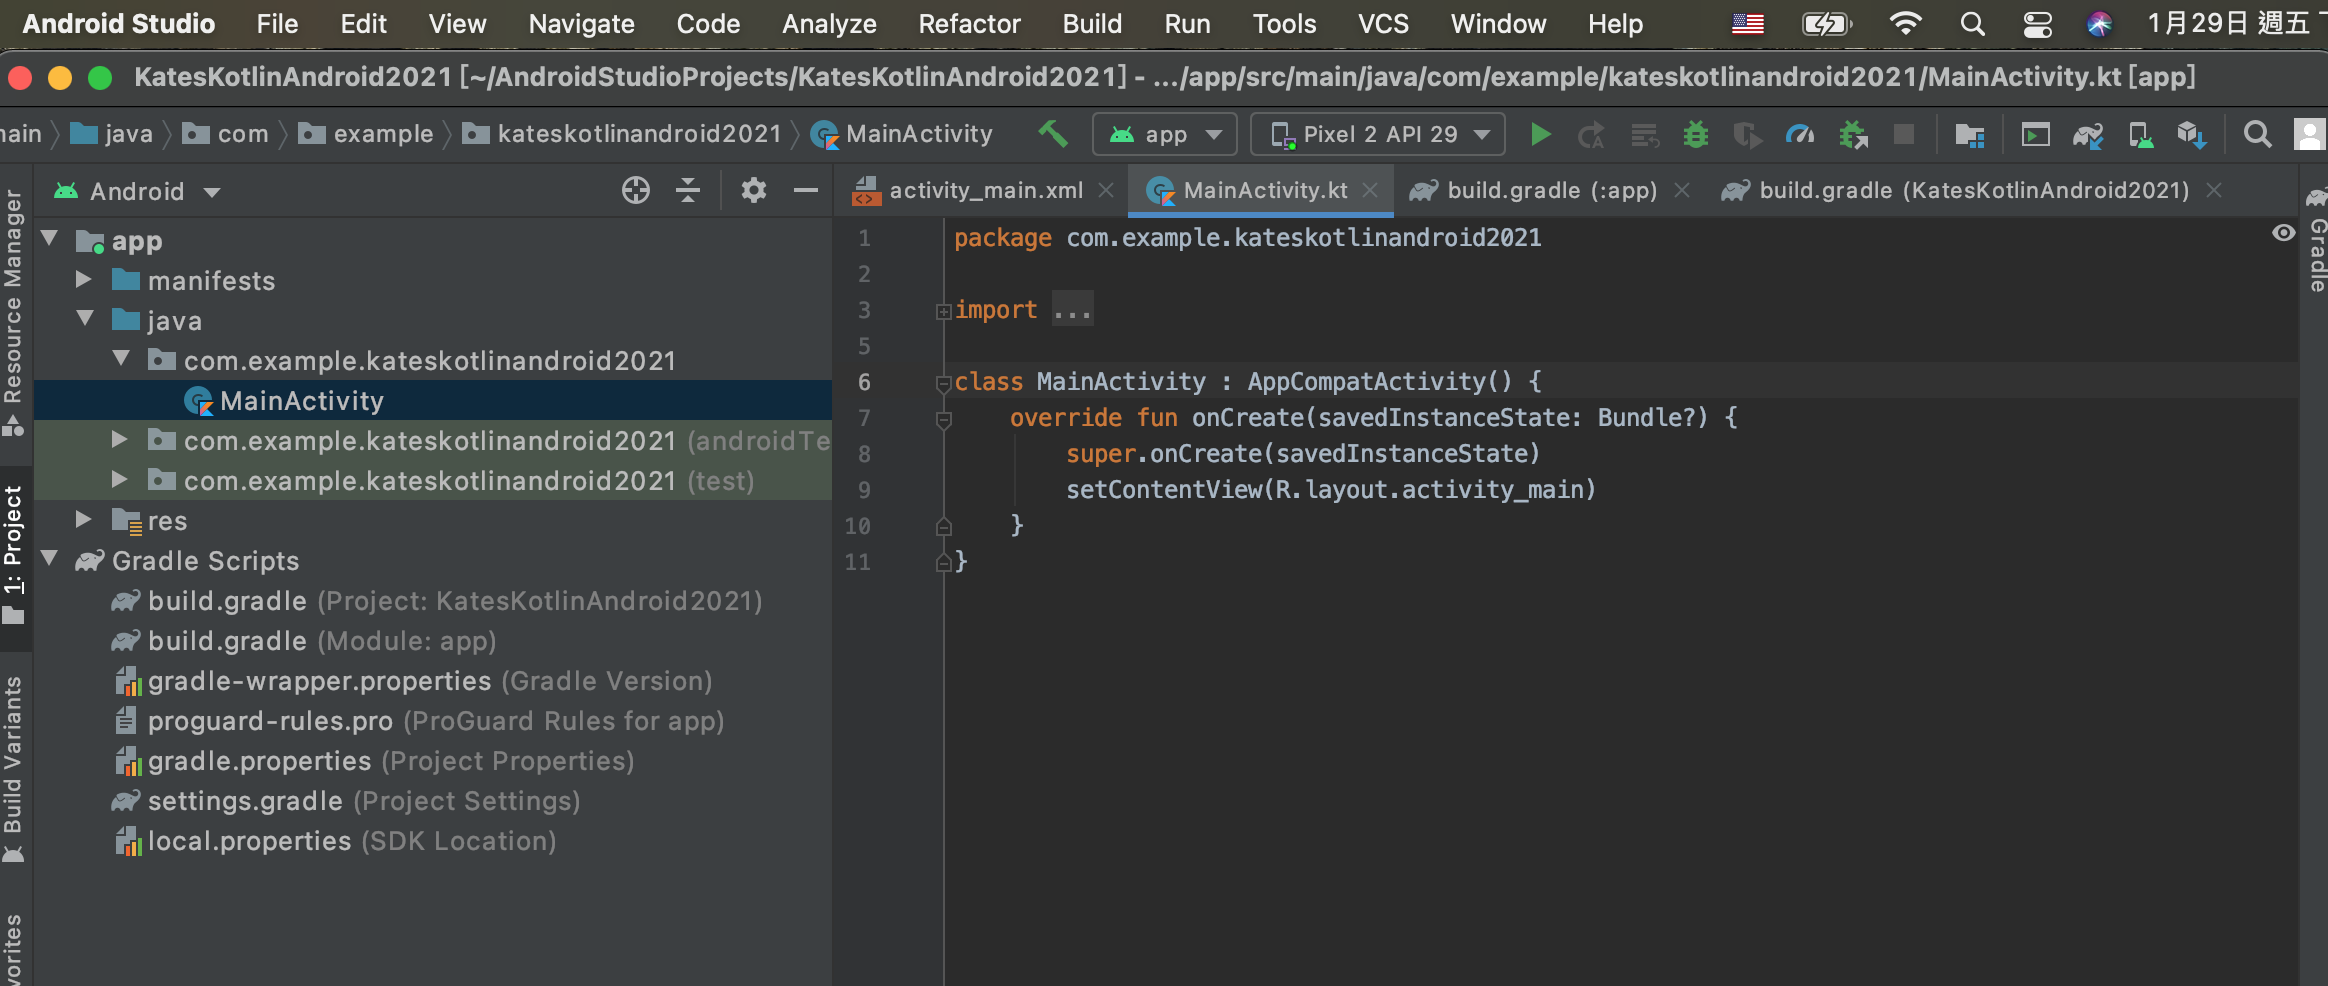 Android Studio File Edit View Navigate Code Analyze Refactor Build Run Tools VCS Window Help 1月29日 週五
KatesKotlinAndroid2021 [~/AndroidStudioProjects/KatesKotlinAndroid2021] - .../app/src/main/java/com/example/kateskotlinandroid2021/MainActivity.kt [app]
java com example kateskotlinandroid2021 MainActivity app Pixel 2 API 29
Android
activity_main.xml MainActivity.kt build.gradle (:app) build.gradle (KatesKotlinAndroid2021)
Resource Manager
1: Project
Build Variants
app
manifests
java
com.example.kateskotlinandroid2021
MainActivity
com.example.kateskotlinandroid2021 (androidTe
com.example.kateskotlinandroid2021 (test)
res
Gradle Scripts
build.gradle (Project: KatesKotlinAndroid2021)
build.gradle (Module: app)
gradle-wrapper.properties (Gradle Version)
proguard-rules.pro (ProGuard Rules for app)
gradle.properties (Project Properties)
settings.gradle (Project Settings)
local.properties (SDK Location)
1 package com.example.kateskotlinandroid2021
2
3 import ...
5
6 class MainActivity : AppCompatActivity() {
7 override fun onCreate(savedInstanceState: Bundle?) {
8 super.onCreate(savedInstanceState)
9 setContentView(R.layout.activity_main)
10 }
11 }
Gradle